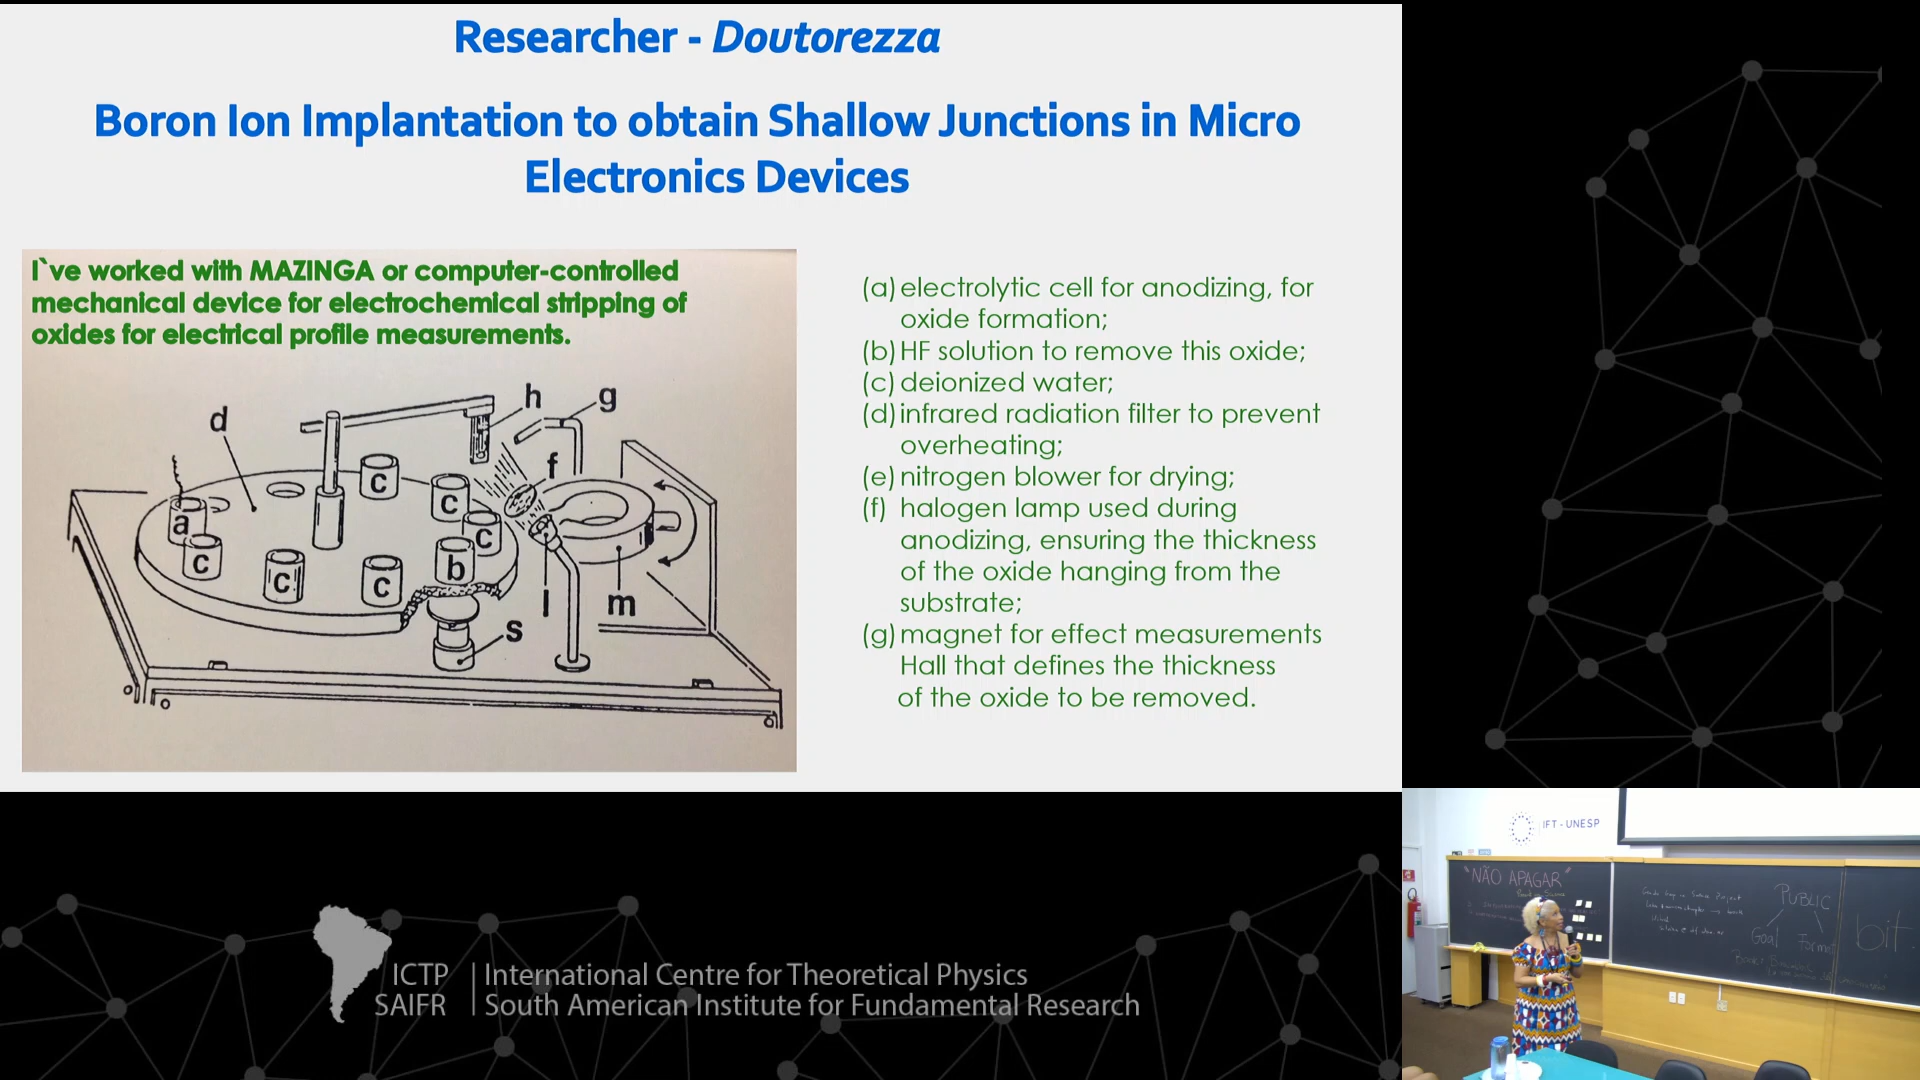 Researcher - Doutorezza
Boron Ion Implantation to obtain Shallow Junctions in Micro
Electronics Devices
I`ve worked with MAZINGA or computer-controlled
mechanical device for electrochemical stripping of
oxides for electrical profile measurements.
h
g
d
f
c
c
a
c
c
b
c
c
l
m
s
(a) electrolytic cell for anodizing, for
oxide formation;
(b) HF solution to remove this oxide;
(c) deionized water;
(d) infrared radiation filter to prevent
overheating;
(e) nitrogen blower for drying;
(f) halogen lamp used during
anodizing, ensuring the thickness
of the oxide hanging from the
substrate;
(g) magnet for effect measurements
Hall that defines the thickness
of the oxide to be removed.
ICTP | International Centre for Theoretical Physics
SAIFR | South American Institute for Fundamental Research
IFT - UNESP
"NÃO APAGAR"
PUBLIC
Goal Format
bit